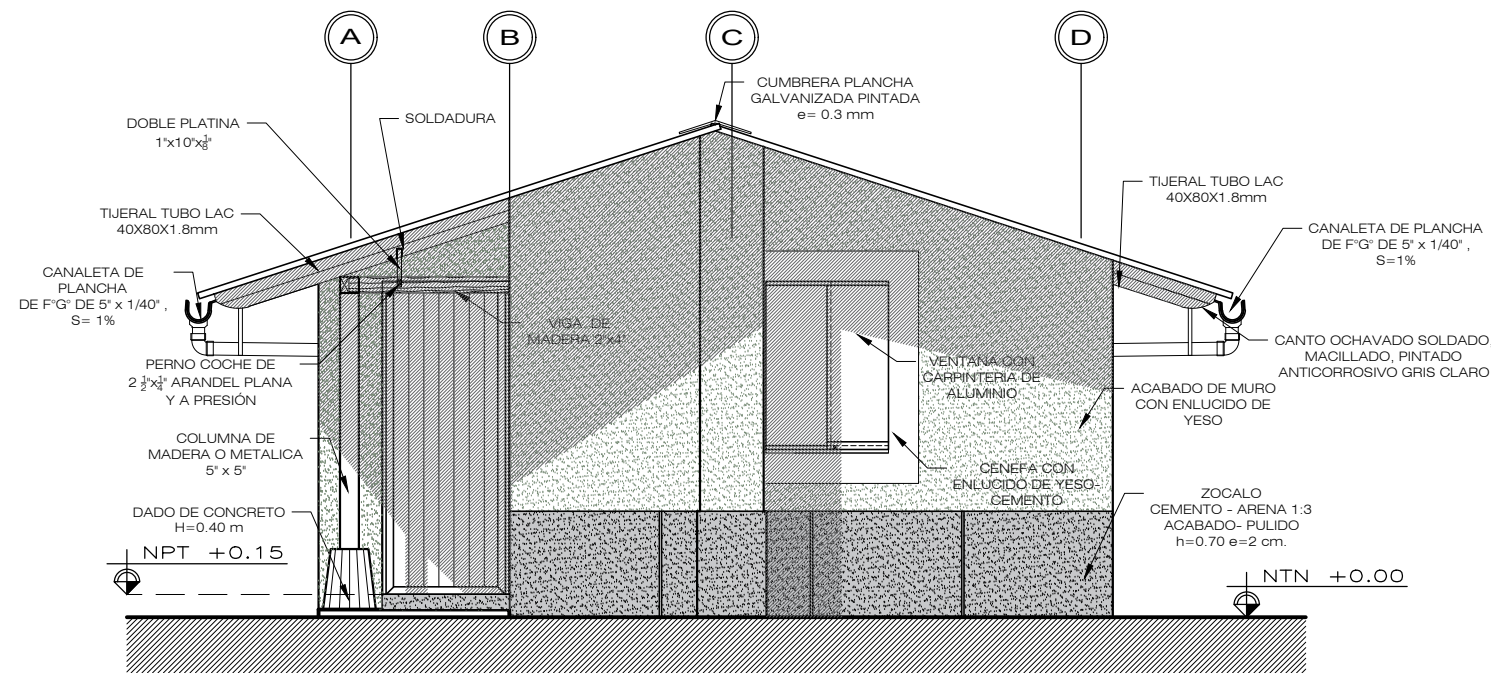 A
B
C
D
CUMBRERA PLANCHA
GALVANIZADA PINTADA
e= 0.3 mm
DOBLE PLATINA
1"x10"x⅛"
SOLDADURA
TIJERAL TUBO LAC
40X80X1.8mm
TIJERAL TUBO LAC
40X80X1.8mm
CANALETA DE
PLANCHA
DE F°G° DE 5" x 1/40" ,
S= 1%
CANALETA DE PLANCHA
DE F°G° DE 5" x 1/40" ,
S=1%
VIGA DE
MADERA 2"x4"
PERNO COCHE DE
2 ½"x¼" ARANDEL PLANA
Y A PRESIÓN
VENTANA CON
CARPINTERIA DE
ALUMINIO
CANTO OCHAVADO SOLDADO,
MACILLADO, PINTADO
ANTICORROSIVO GRIS CLARO
ACABADO DE MURO
CON ENLUCIDO DE
YESO
COLUMNA DE
MADERA O METALICA
5" x 5"
CENEFA CON
ENLUCIDO DE YESO-
CEMENTO
DADO DE CONCRETO
H=0.40 m
ZOCALO
CEMENTO - ARENA 1:3
ACABADO- PULIDO
h=0.70 e=2 cm.
NPT +0.15
NTN +0.00